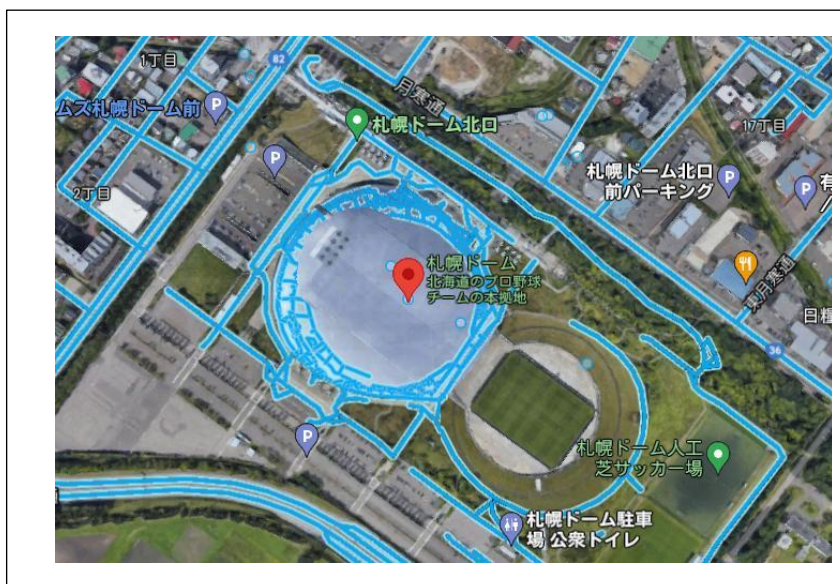 1丁目
82
ムズ札幌ドーム前
P
P
札幌ドーム北口
月寒通
17丁目
札幌ドーム北口
前パーキング
P
P
有
2丁目
札幌ドーム
北海道のプロ野球
チームの本拠地
東月寒通
日糧
36
P
札幌ドーム人工
芝サッカー場
札幌ドーム駐車
場 公衆トイレ